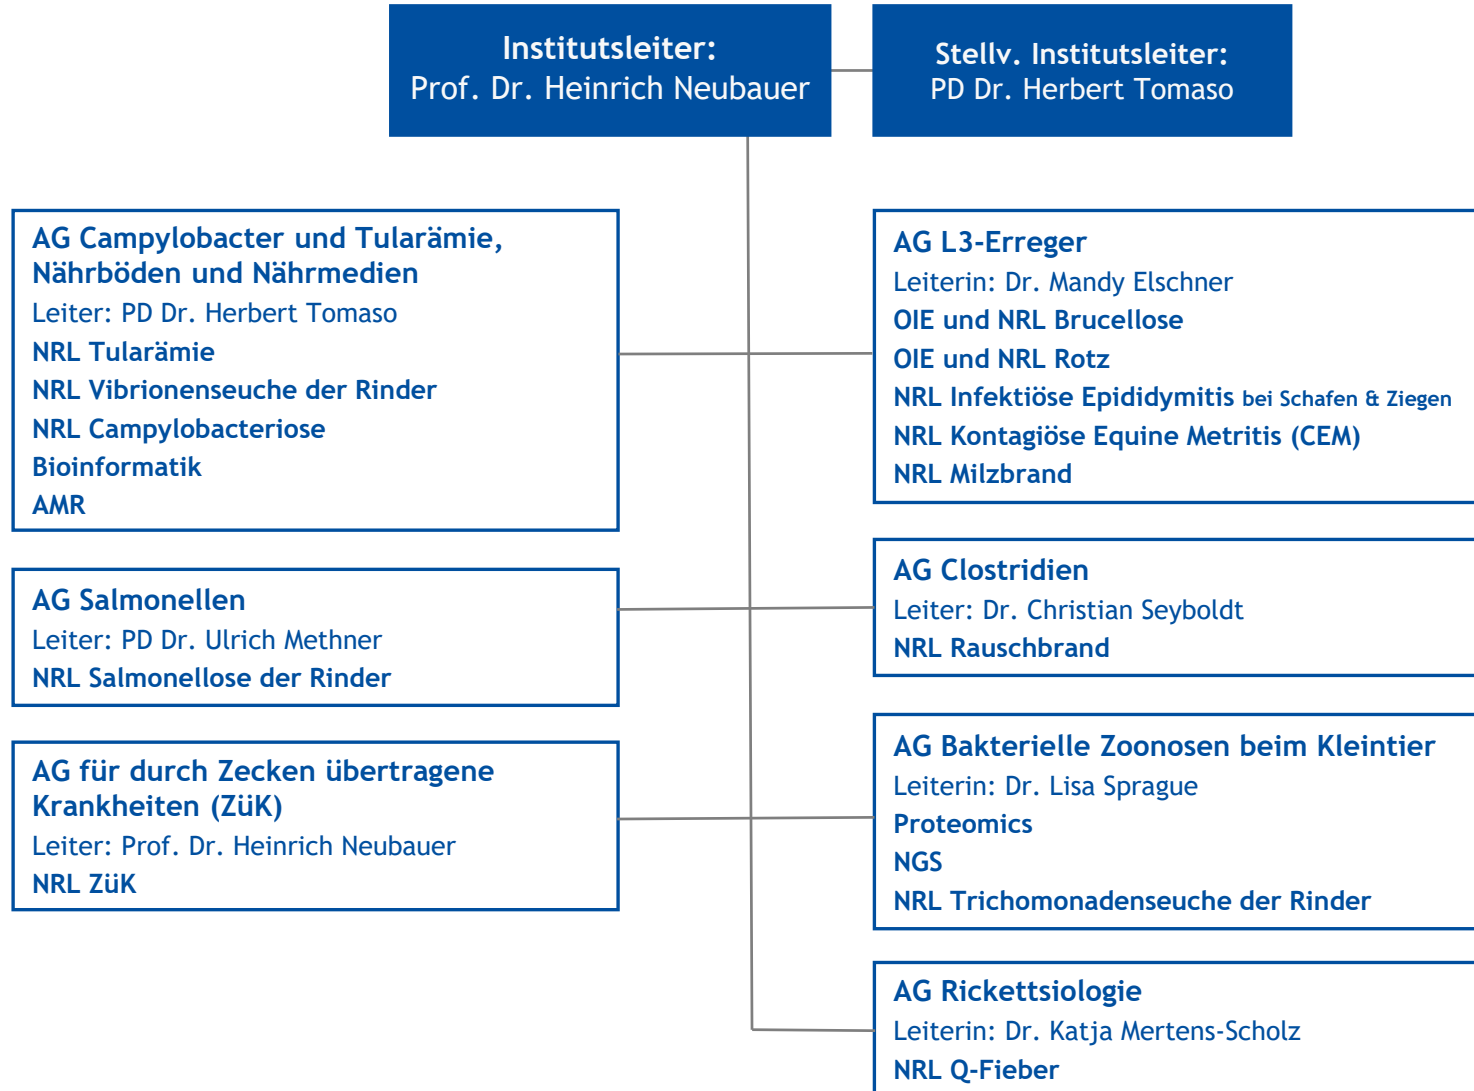 Institutsleiter:
Prof. Dr. Heinrich Neubauer
Stellv. Institutsleiter:
PD Dr. Herbert Tomaso
AG Campylobacter und Tularämie,
Nährböden und Nährmedien
Leiter: PD Dr. Herbert Tomaso
NRL Tularämie
NRL Vibrionenseuche der Rinder
NRL Campylobacteriose
Bioinformatik
AMR
AG Salmonellen
Leiter: PD Dr. Ulrich Methner
NRL Salmonellose der Rinder
AG für durch Zecken übertragene
Krankheiten (ZüK)
Leiter: Prof. Dr. Heinrich Neubauer
NRL ZüK
AG L3-Erreger
Leiterin: Dr. Mandy Elschner
OIE und NRL Brucellose
OIE und NRL Rotz
NRL Infektiöse Epididymitis bei Schafen & Ziegen
NRL Kontagiöse Equine Metritis (CEM)
NRL Milzbrand
AG Clostridien
Leiter: Dr. Christian Seyboldt
NRL Rauschbrand
AG Bakterielle Zoonosen beim Kleintier
Leiterin: Dr. Lisa Sprague
Proteomics
NGS
NRL Trichomonadenseuche der Rinder
AG Rickettsiologie
Leiterin: Dr. Katja Mertens-Scholz
NRL Q-Fieber